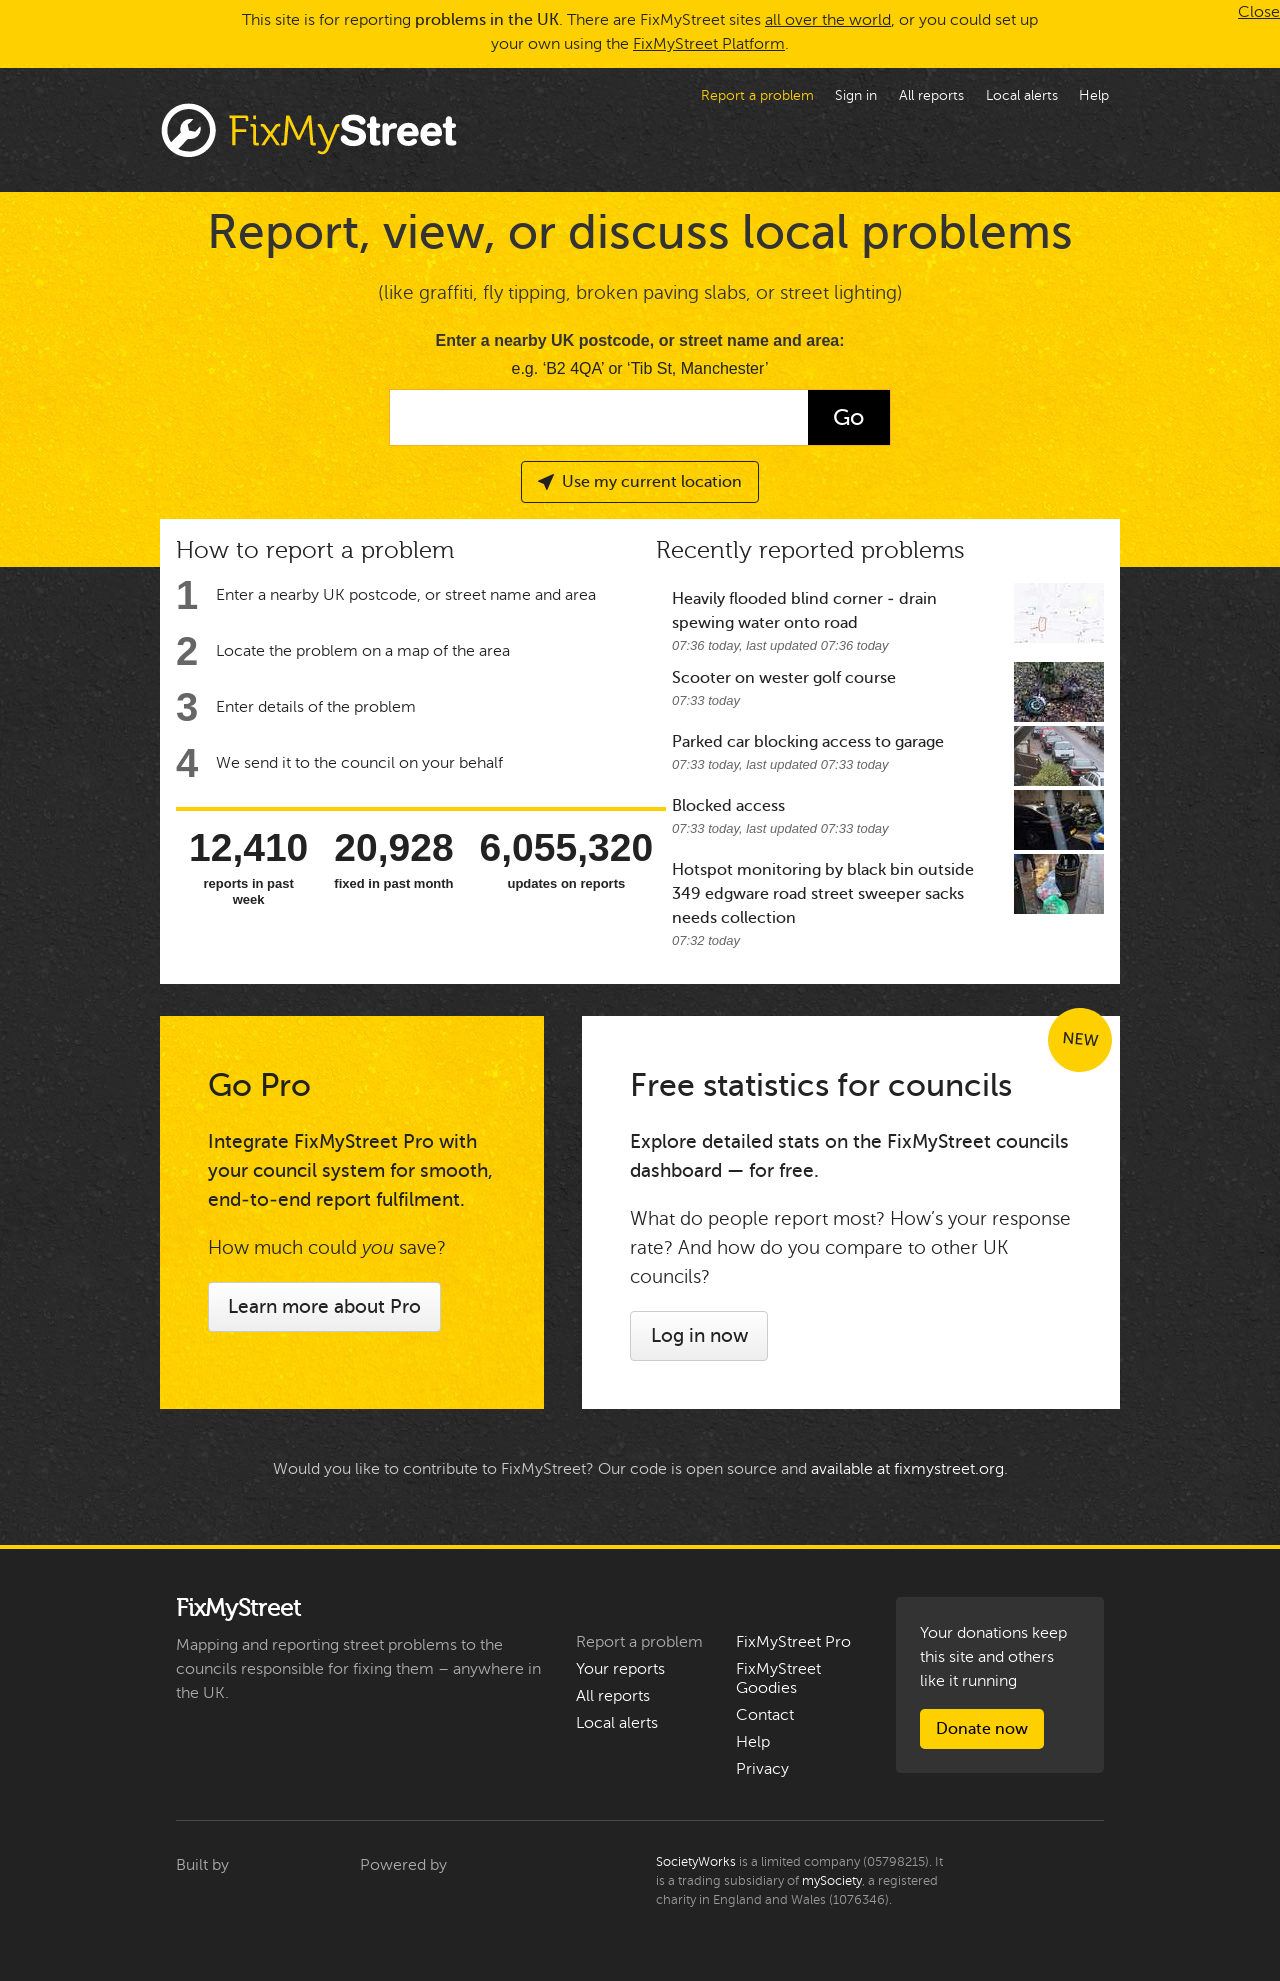 This site is for reporting problems in the UK. There are FixMyStreet sites all over the world, or you could set up
your own using the FixMyStreet Platform.
Close
Report a problem Sign in All reports Local alerts Help
FixMyStreet
Report, view, or discuss local problems
(like graffiti, fly tipping, broken paving slabs, or street lighting)
Enter a nearby UK postcode, or street name and area:
e.g. ‘B2 4QA’ or ‘Tib St, Manchester’
Go
Use my current location
How to report a problem
1 Enter a nearby UK postcode, or street name and area
2 Locate the problem on a map of the area
3 Enter details of the problem
4 We send it to the council on your behalf
12,410 20,928 6,055,320
reports in past fixed in past month updates on reports
week
Recently reported problems
Heavily flooded blind corner - drain
spewing water onto road
07:36 today, last updated 07:36 today
Scooter on wester golf course
07:33 today
Parked car blocking access to garage
07:33 today, last updated 07:33 today
Blocked access
07:33 today, last updated 07:33 today
Hotspot monitoring by black bin outside
349 edgware road street sweeper sacks
needs collection
07:32 today
Go Pro
Integrate FixMyStreet Pro with
your council system for smooth,
end-to-end report fulfilment.
How much could you save?
Learn more about Pro
NEW
Free statistics for councils
Explore detailed stats on the FixMyStreet councils
dashboard — for free.
What do people report most? How’s your response
rate? And how do you compare to other UK
councils?
Log in now
Would you like to contribute to FixMyStreet? Our code is open source and available at fixmystreet.org.
FixMyStreet
Mapping and reporting street problems to the
councils responsible for fixing them – anywhere in
the UK.
Report a problem
Your reports
All reports
Local alerts
FixMyStreet Pro
FixMyStreet
Goodies
Contact
Help
Privacy
Your donations keep
this site and others
like it running
Donate now
Built by
Powered by
SocietyWorks is a limited company (05798215). It
is a trading subsidiary of mySociety, a registered
charity in England and Wales (1076346).